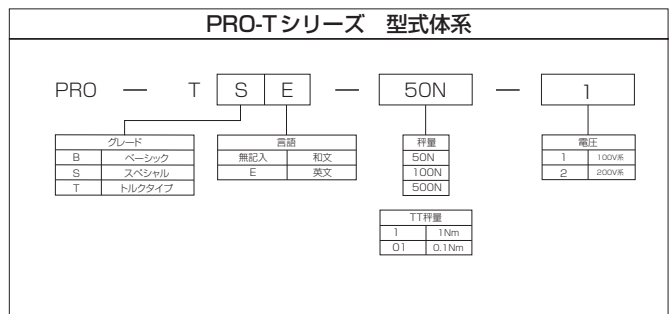 PRO-Tシリーズ　型式体系
PRO — T S E — 50N — 1
グレード 言語 秤量 電圧
B ベーシック 無記入 和文 50N 1 100V系
S スペシャル E 英文 100N 2 200V系
T トルクタイプ 500N
TT秤量
1 1Nm
01 0.1Nm